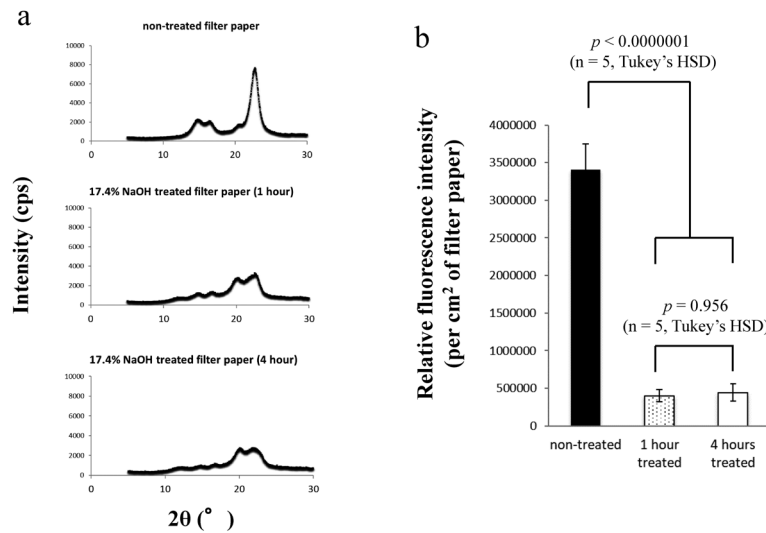 a
non-treated filter paper
10000
8000
6000
4000
2000
0
0
10
20
30
17.4% NaOH treated filter paper (1 hour)
10000
8000
6000
4000
2000
0
0
10
20
30
17.4% NaOH treated filter paper (4 hour)
10000
8000
6000
4000
2000
0
0
10
20
30
Intensity (cps)
2θ (°)
b
p < 0.0000001
(n = 5, Tukey's HSD)
p = 0.956
(n = 5, Tukey's HSD)
Relative fluorescence intensity
(per cm² of filter paper)
4000000
3500000
3000000
2500000
2000000
1500000
1000000
500000
0
non-treated
1 hour
treated
4 hours
treated